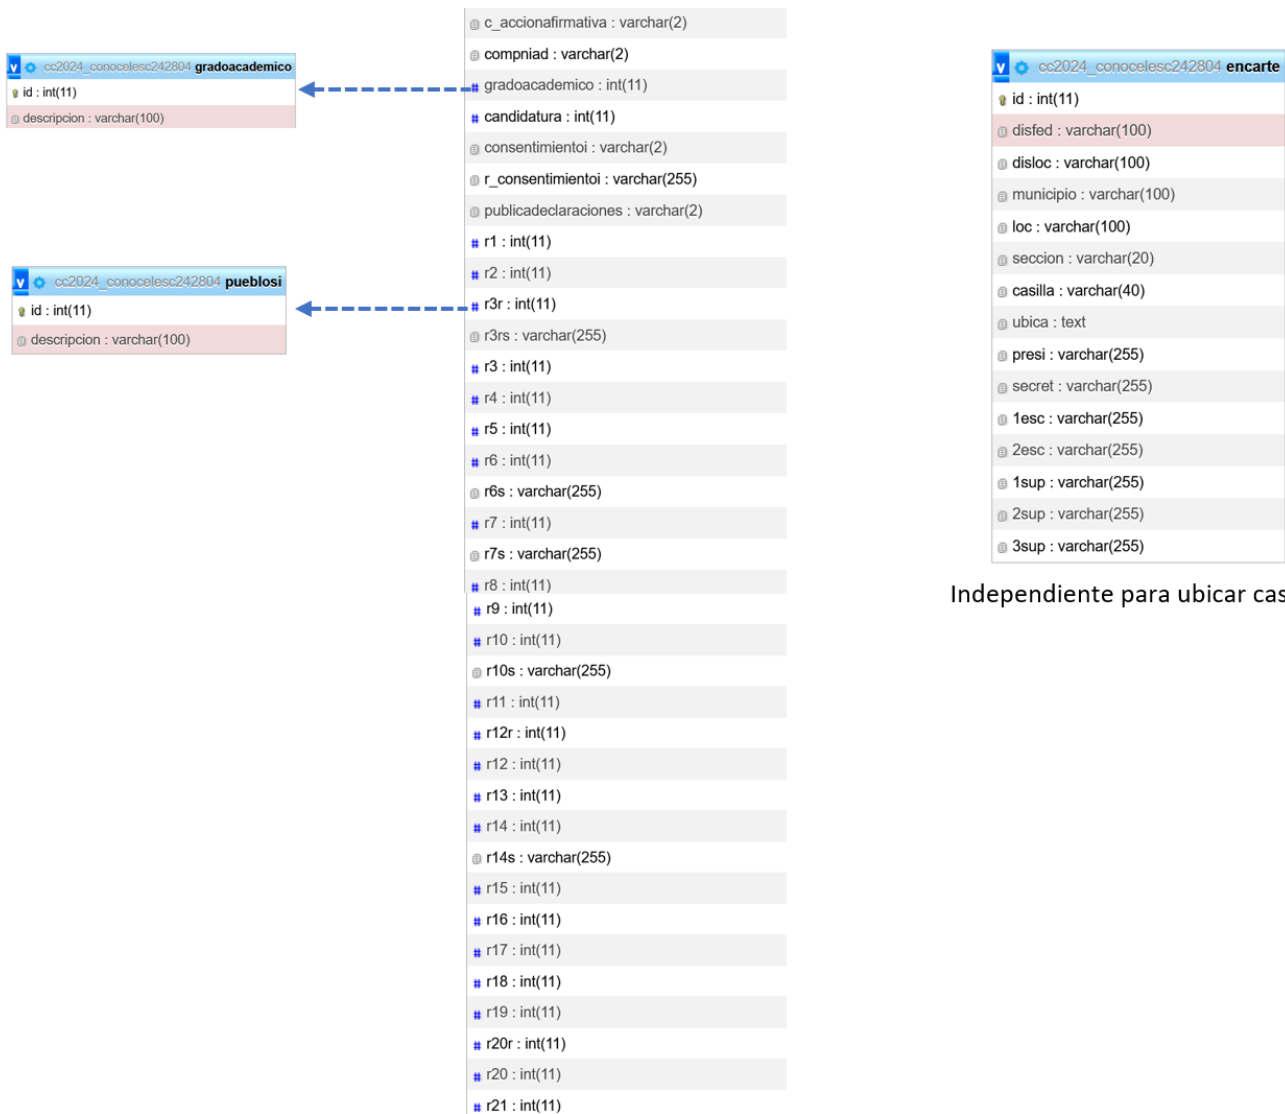 cc2024_conocelesc242804 gradoacademico
id : int(11)
descripcion : varchar(100)
cc2024_conocelesc242804 pueblosi
id : int(11)
descripcion : varchar(100)
c_accionafirmativa : varchar(2)
compniad : varchar(2)
gradoacademico : int(11)
candidatura : int(11)
consentimientoi : varchar(2)
r_consentimientoi : varchar(255)
publicadeclaraciones : varchar(2)
r1 : int(11)
r2 : int(11)
r3r : int(11)
r3rs : varchar(255)
r3 : int(11)
r4 : int(11)
r5 : int(11)
r6 : int(11)
r6s : varchar(255)
r7 : int(11)
r7s : varchar(255)
r8 : int(11)
r9 : int(11)
r10 : int(11)
r10s : varchar(255)
r11 : int(11)
r12r : int(11)
r12 : int(11)
r13 : int(11)
r14 : int(11)
r14s : varchar(255)
r15 : int(11)
r16 : int(11)
r17 : int(11)
r18 : int(11)
r19 : int(11)
r20r : int(11)
r20 : int(11)
r21 : int(11)
cc2024_conocelesc242804 encarte
id : int(11)
disfed : varchar(100)
disloc : varchar(100)
municipio : varchar(100)
loc : varchar(100)
seccion : varchar(20)
casilla : varchar(40)
ubica : text
presi : varchar(255)
secret : varchar(255)
1esc : varchar(255)
2esc : varchar(255)
1sup : varchar(255)
2sup : varchar(255)
3sup : varchar(255)
Independiente para ubicar cas